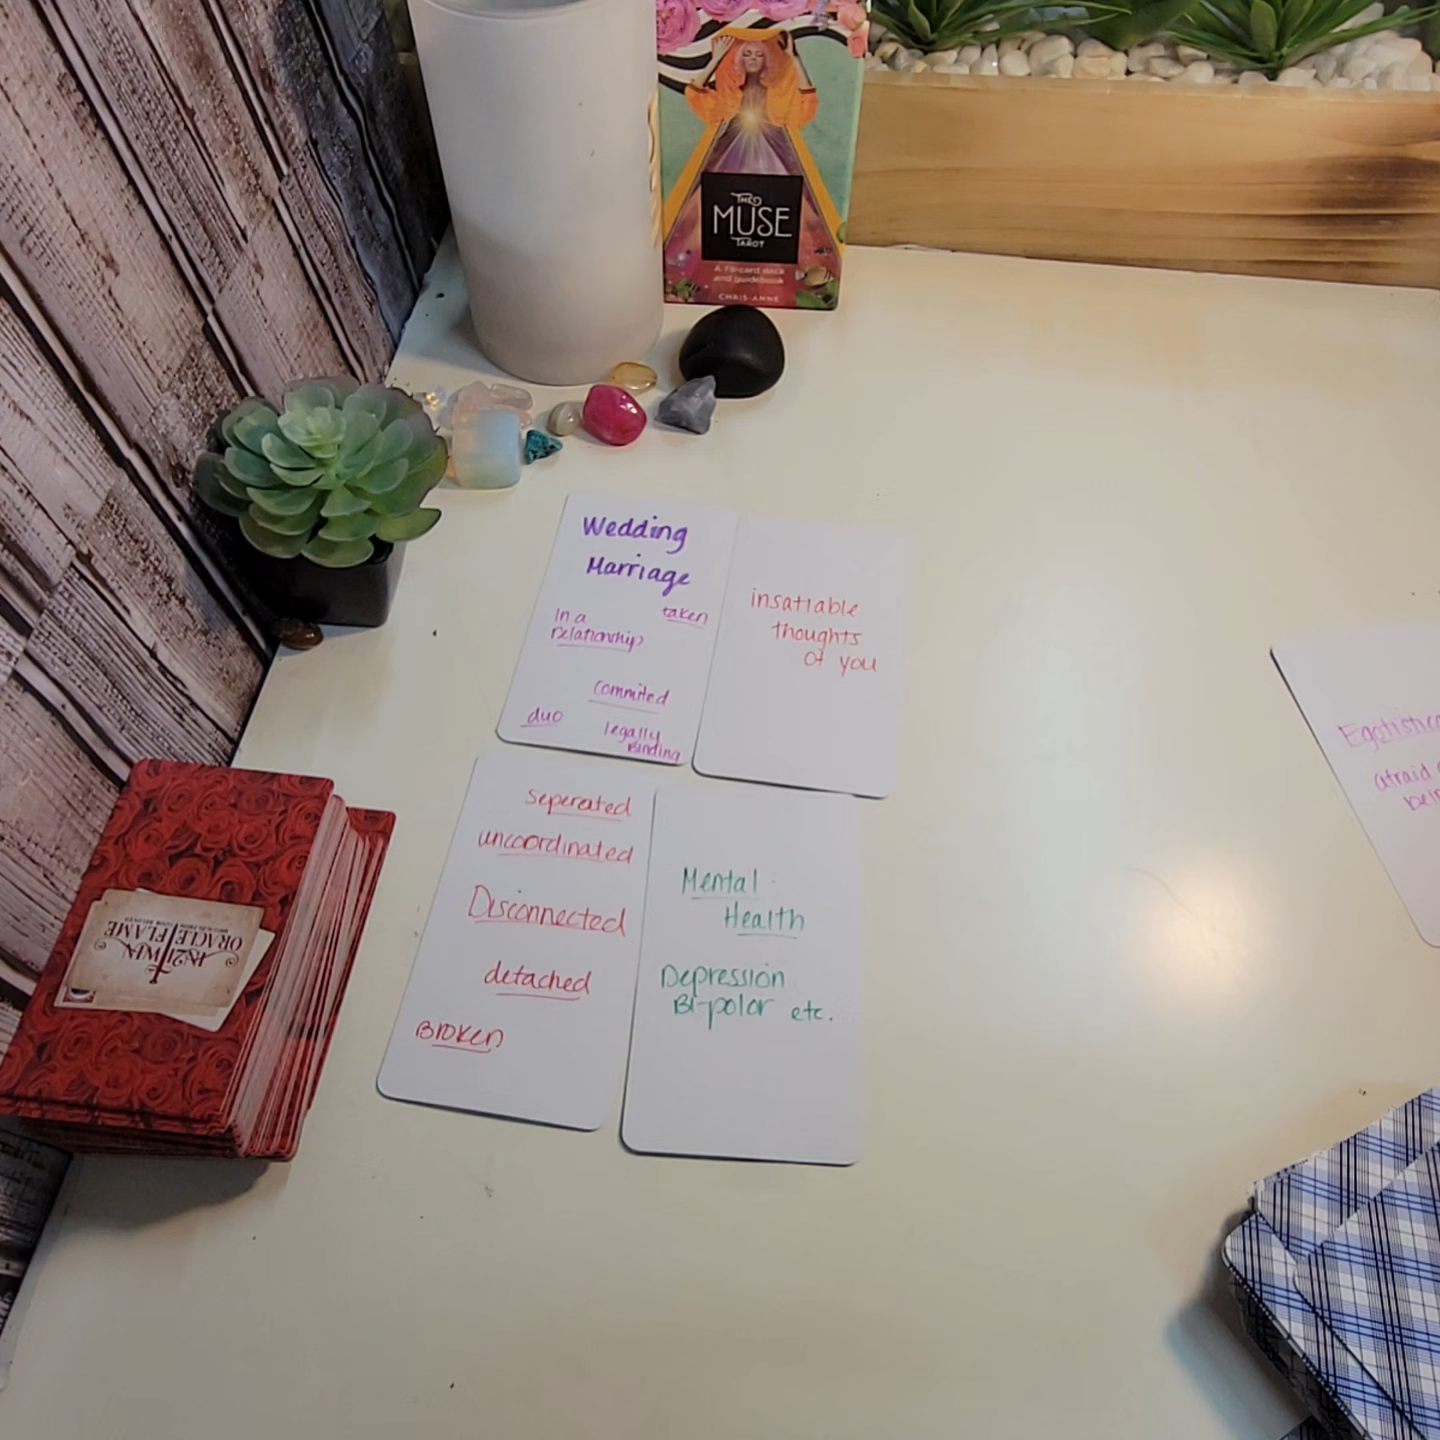 THE
MUSE
TAROT
A 78-card deck
and guidebook
CHRIS-ANNE
Wedding
Marriage
In a
relationship
taken
Commited
duo
legally
Binding
insatiable
thoughts
of you
Seperated
uncoordinated
Disconnected
detached
Broken
Mental
Health
Depression
Bi-polar etc.
afraid
ORACLE FLAME